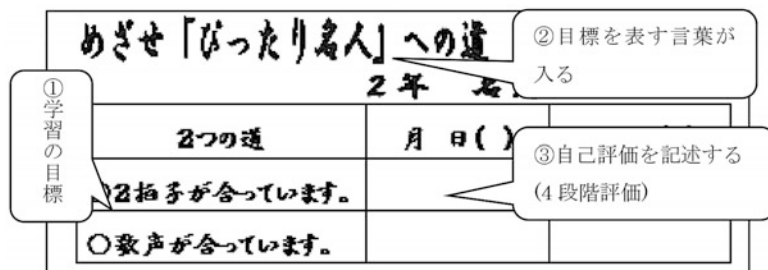 めざせ「ぴったり名人」への道
2年 名
②目標を表す言葉が
入る
①学習の目標
2つの道
月 日( )
③自己評価を記述する
(4段階評価)
○2拍子が合っています。
○歌声が合っています。